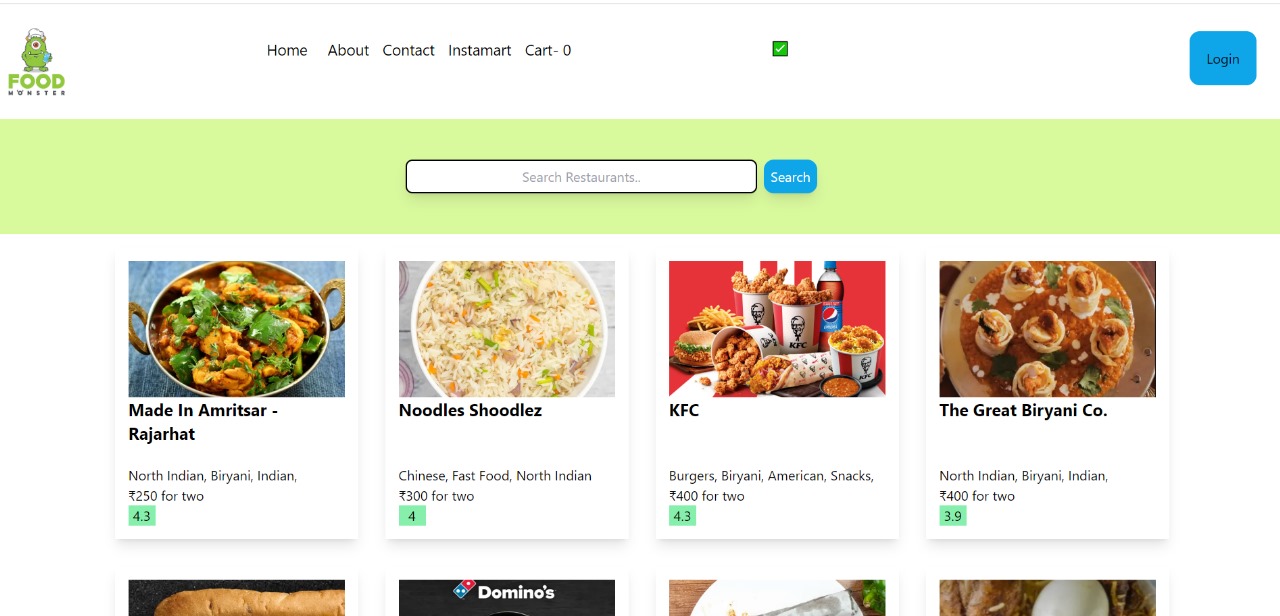 FOOD
MONSTER
Home About Contact Instamart Cart- 0
Login
Search Restaurants..
Search
KFC
KFC
pepsi
Made In Amritsar -
Rajarhat
North Indian, Biryani, Indian,
₹250 for two
4.3
Noodles Shoodlez
Chinese, Fast Food, North Indian
₹300 for two
4
KFC
Burgers, Biryani, American, Snacks,
₹400 for two
4.3
The Great Biryani Co.
North Indian, Biryani, Indian,
₹400 for two
3.9
Domino's